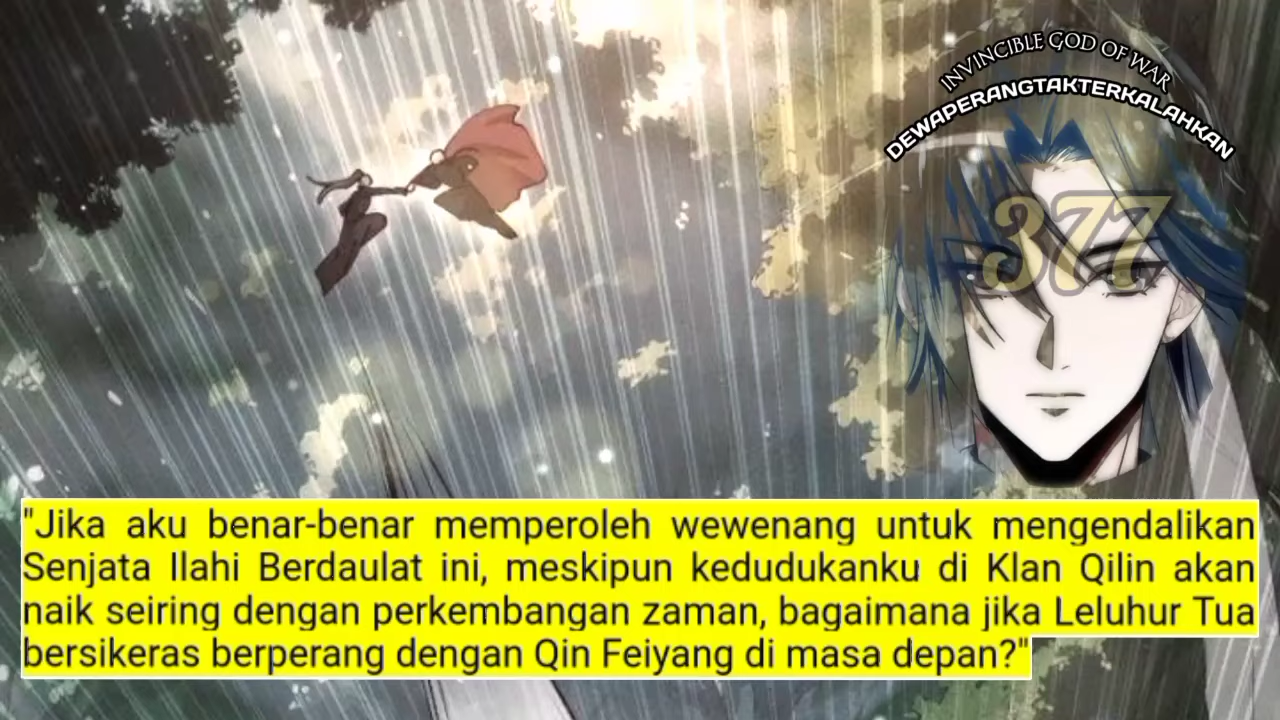 INVINCIBLE GOD OF WAR
DEWAPERANGTAKTERKALAHKAN
377
"Jika aku benar-benar memperoleh wewenang untuk mengendalikan
Senjata Ilahi Berdaulat ini, meskipun kedudukanku di Klan Qilin akan
naik seiring dengan perkembangan zaman, bagaimana jika Leluhur Tua
bersikeras berperang dengan Qin Feiyang di masa depan?"